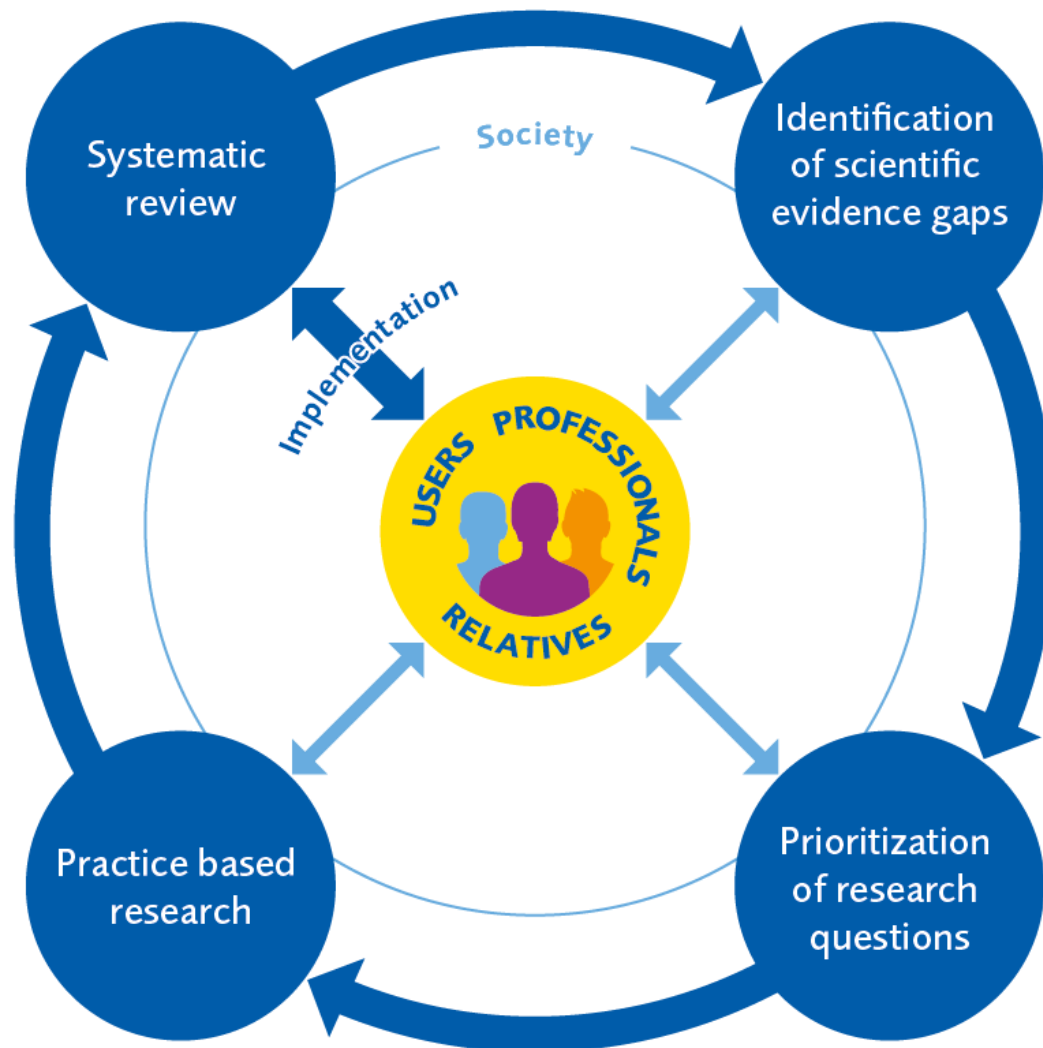 Society
Systematic
review
Identification
of scientific
evidence gaps
Implementation
USERS PROFESSIONALS
RELATIVES
Practice based
research
Prioritization
of research
questions